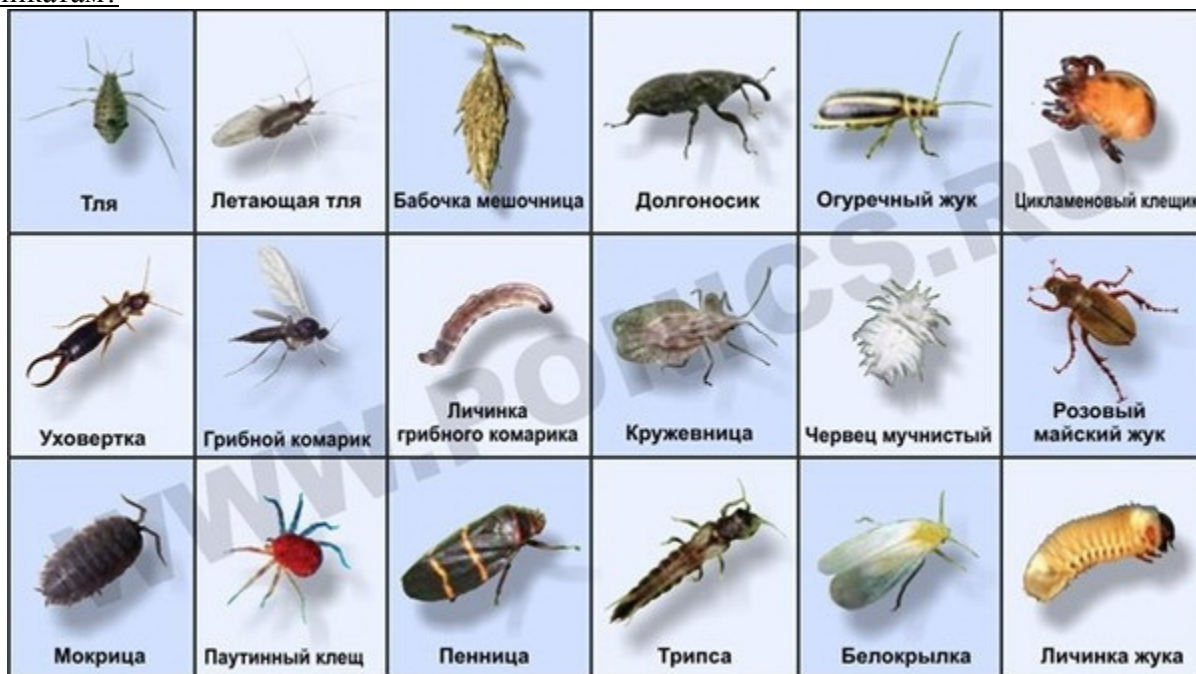 Тля
Летающая тля
Бабочка мешочница
Долгоносик
Огуречный жук
Цикламеновый клещик
Уховертка
Грибной комарик
Личинка
грибного комарика
Кружевница
Червец мучнистый
Розовый
майский жук
Мокрица
Паутинный клещ
Пенница
Трипса
Белокрылка
Личинка жука
WWW.PONICS.RU